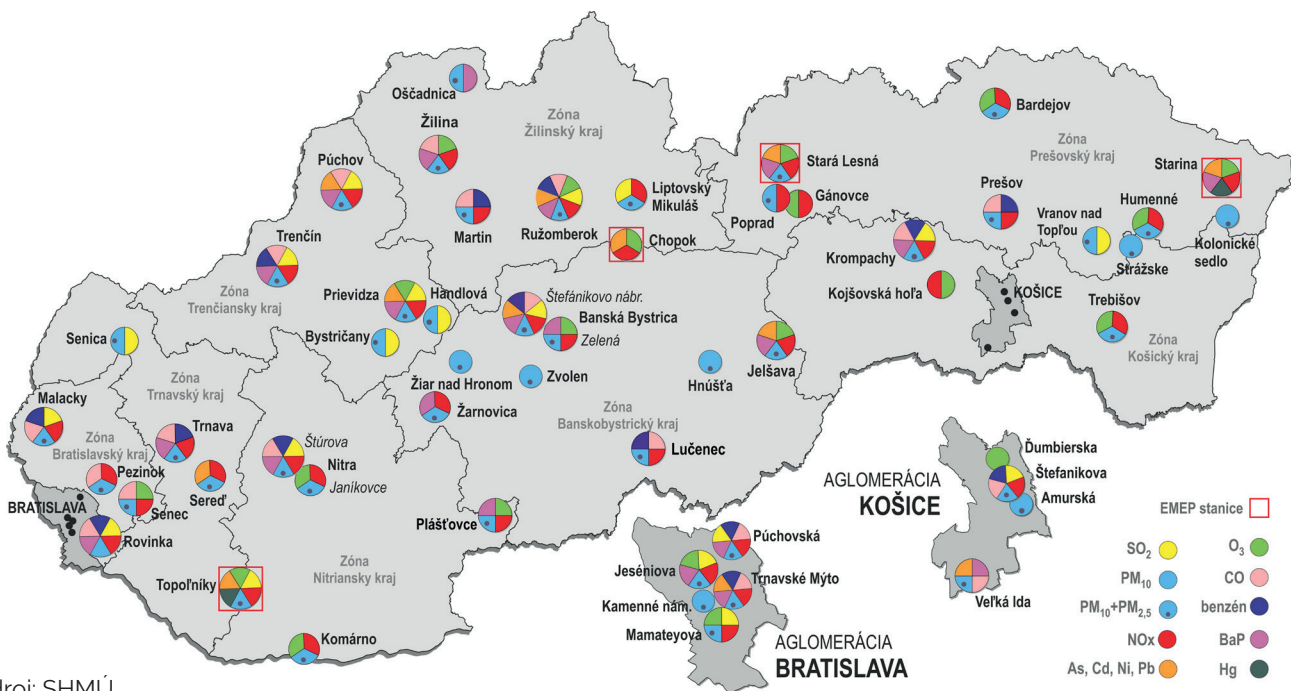 Oščadnica
Žilina
Zóna
Žilinský kraj
Bardejov
Púchov
Zóna
Prešovský kraj
Stará Lesná
Starina
Martin
Ružomberok
Liptovský
Mikuláš
Poprad
Gánovce
Prešov
Humenné
Vranov nad
Topľou
Strážske
Kolonické
sedlo
Chopok
Trenčín
Zóna
Trenčiansky kraj
Krompachy
Kojšovská hoľa
KOŠICE
Trebišov
Zóna
Košický kraj
Prievidza
Handlová
Bystričany
Štefánikovo nábr.
Banská Bystrica
Zelená
Senica
Jelšava
Žiar nad Hronom
Zvolen
Hnúšťa
Žarnovica
Zóna
Banskobystrický kraj
Zóna
Trnavský kraj
Malacky
Zóna
Bratislavský kraj
Trnava
Pezinok
Sereď
Senec
BRATISLAVA
Rovinka
Štúrova
Nitra
Janíkovce
Lučenec
Plášťovce
Zóna
Nitriansky kraj
Topoľníky
Komárno
Púchovská
Jeséniova
Trnavské Mýto
Kamenné nám.
Mamateyova
AGLOMERÁCIA
BRATISLAVA
AGLOMERÁCIA
KOŠICE
Ďumbierska
Štefanikova
Amurská
Veľká Ida
EMEP stanice
SO₂
O₃
PM₁₀
CO
PM₁₀+PM₂,₅
benzén
NOx
BaP
As, Cd, Ni, Pb
Hg
droj: SHMÚ